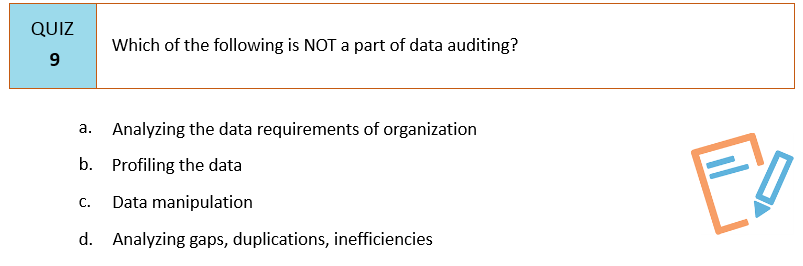 QUIZ
9
Which of the following is NOT a part of data auditing?
a. Analyzing the data requirements of organization
b. Profiling the data
c. Data manipulation
d. Analyzing gaps, duplications, inefficiencies